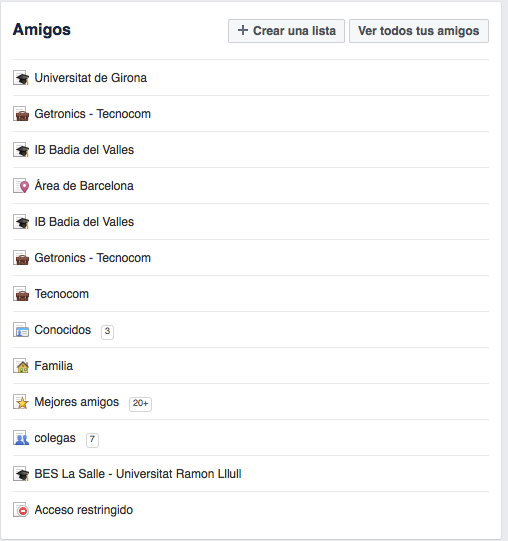 Amigos
+ Crear una lista
Ver todos tus amigos
Universitat de Girona
Getronics - Tecnocom
IB Badia del Valles
Área de Barcelona
IB Badia del Valles
Getronics - Tecnocom
Tecnocom
Conocidos 3
Familia
Mejores amigos 20+
colegas 7
BES La Salle - Universitat Ramon Lllull
Acceso restringido